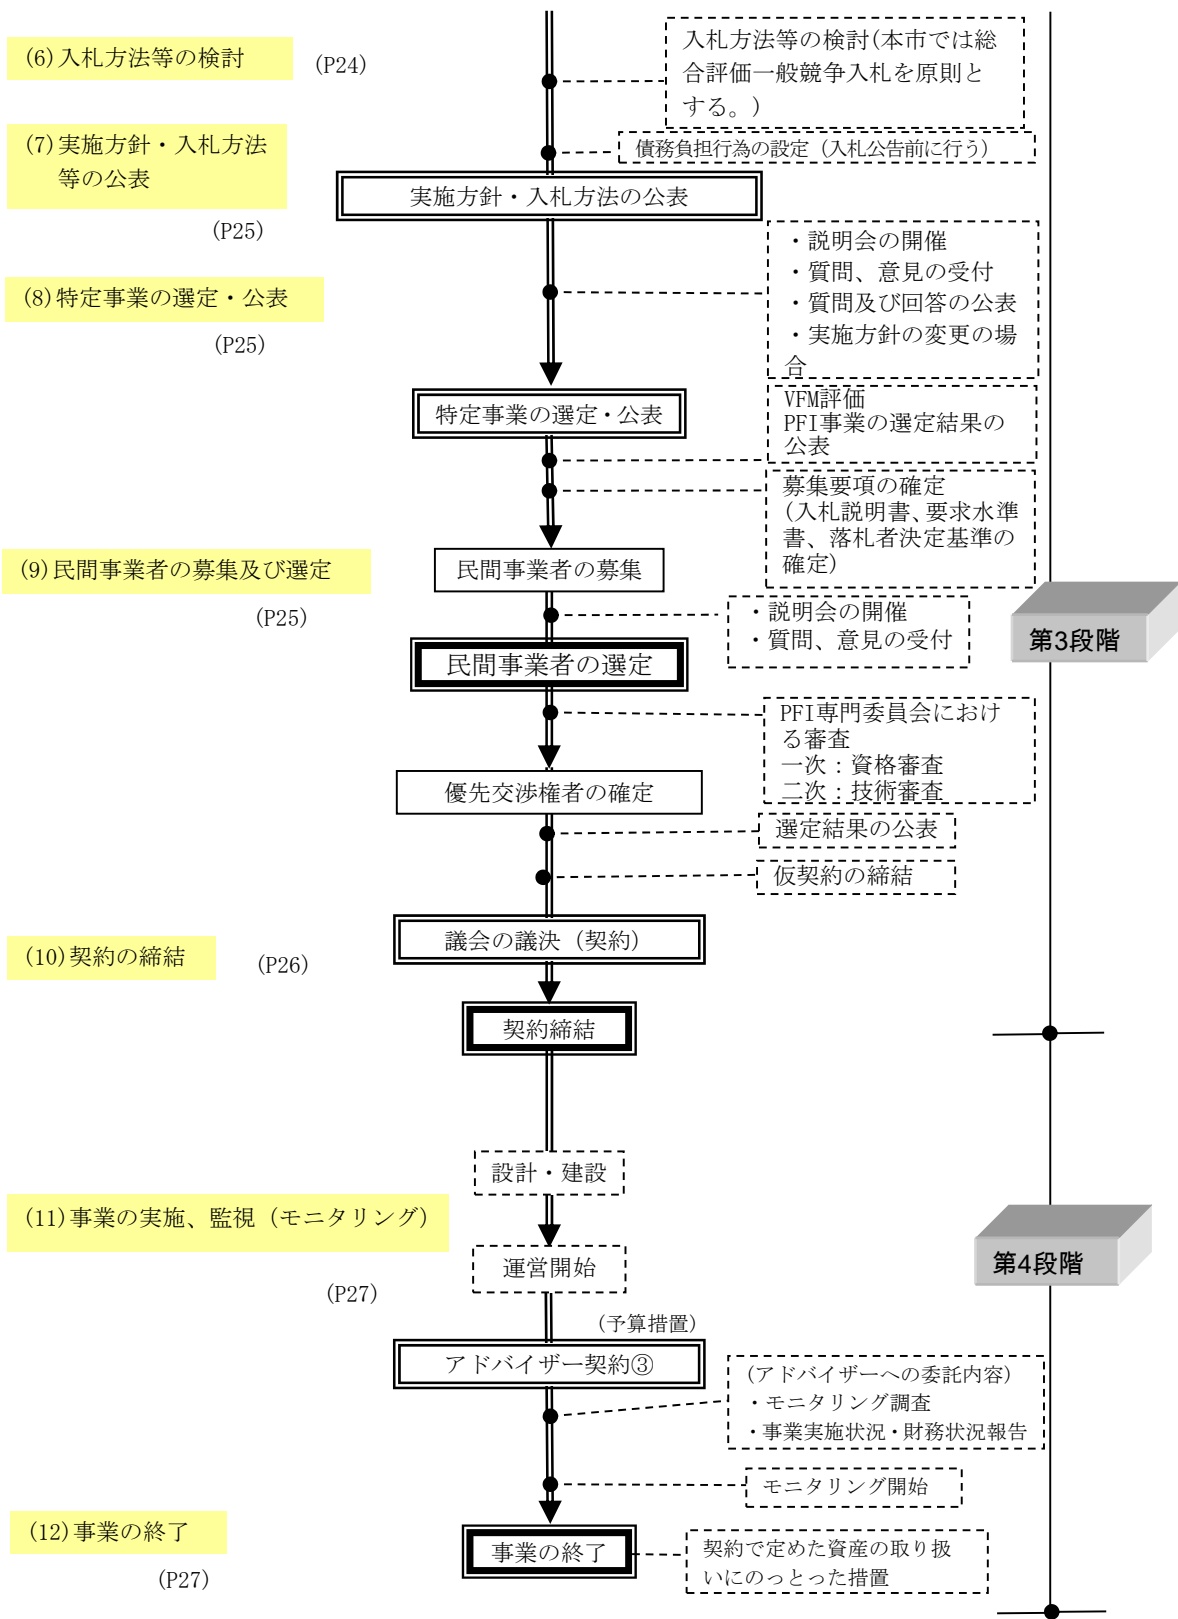 (6)入札方法等の検討
(P24)
入札方法等の検討(本市では総
合評価一般競争入札を原則と
する。)
(7)実施方針・入札方法
等の公表
(P25)
債務負担行為の設定（入札公告前に行う）
実施方針・入札方法の公表
・説明会の開催
・質問、意見の受付
・質問及び回答の公表
・実施方針の変更の場
合
(8)特定事業の選定・公表
(P25)
特定事業の選定・公表
VFM評価
PFI事業の選定結果の
公表
募集要項の確定
(入札説明書、要求水準
書、落札者決定基準の
確定)
(9)民間事業者の募集及び選定
(P25)
民間事業者の募集
・説明会の開催
・質問、意見の受付
第3段階
民間事業者の選定
PFI専門委員会におけ
る審査
一次：資格審査
二次：技術審査
優先交渉権者の確定
選定結果の公表
仮契約の締結
(10)契約の締結
(P26)
議会の議決（契約）
契約締結
設計・建設
(11)事業の実施、監視（モニタリング）
(P27)
運営開始
第4段階
(予算措置)
アドバイザー契約③
(アドバイザーへの委託内容)
・モニタリング調査
・事業実施状況・財務状況報告
モニタリング開始
(12)事業の終了
(P27)
事業の終了
契約で定めた資産の取り扱
いにのっとった措置